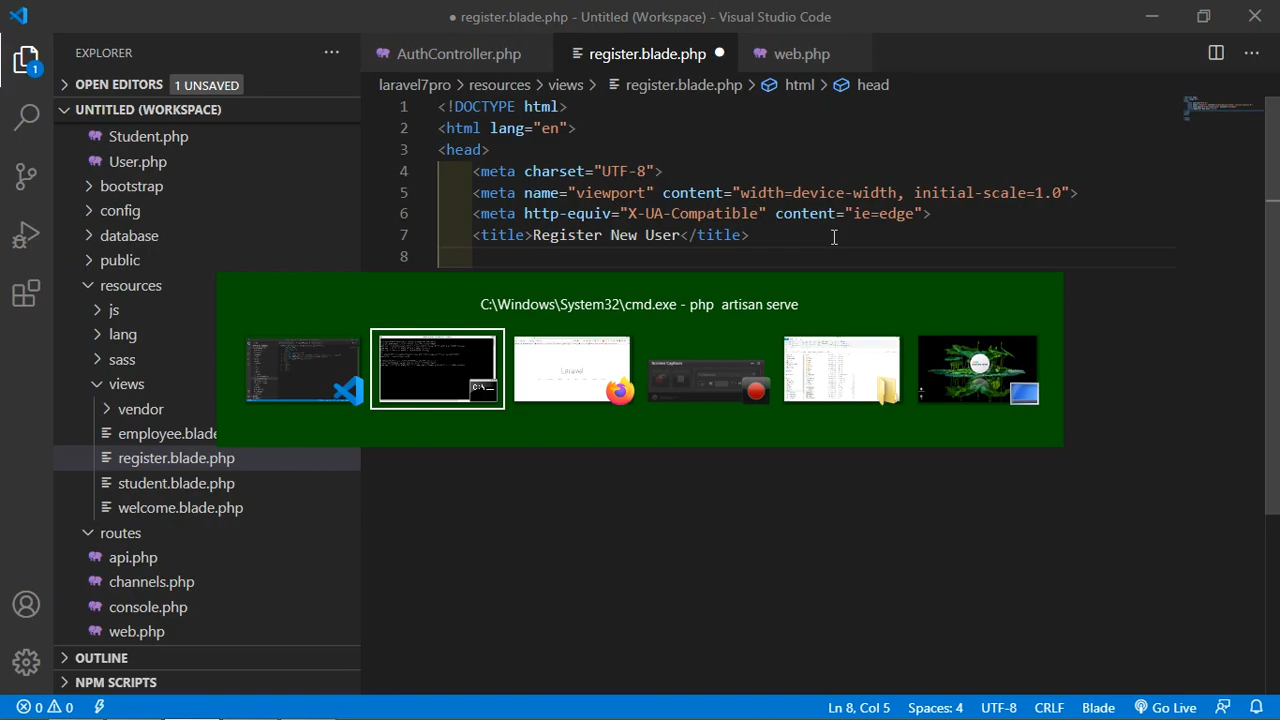 ● register.blade.php - Untitled (Workspace) - Visual Studio Code
EXPLORER
AuthController.php
register.blade.php
web.php
OPEN EDITORS 1 UNSAVED
laravel7pro > resources > views > register.blade.php > html > head
UNTITLED (WORKSPACE)
Student.php
User.php
bootstrap
config
database
public
resources
js
lang
sass
views
vendor
employee.blade
register.blade.php
student.blade.php
welcome.blade.php
routes
api.php
channels.php
console.php
web.php
OUTLINE
NPM SCRIPTS
1
1 <!DOCTYPE html>
2 <html lang="en">
3 <head>
4 <meta charset="UTF-8">
5 <meta name="viewport" content="width=device-width, initial-scale=1.0">
6 <meta http-equiv="X-UA-Compatible" content="ie=edge">
7 <title>Register New User</title>
8
C:\Windows\System32\cmd.exe - php artisan serve
Laravel
0 0
Ln 8, Col 5
Spaces: 4
UTF-8
CRLF
Blade
Go Live